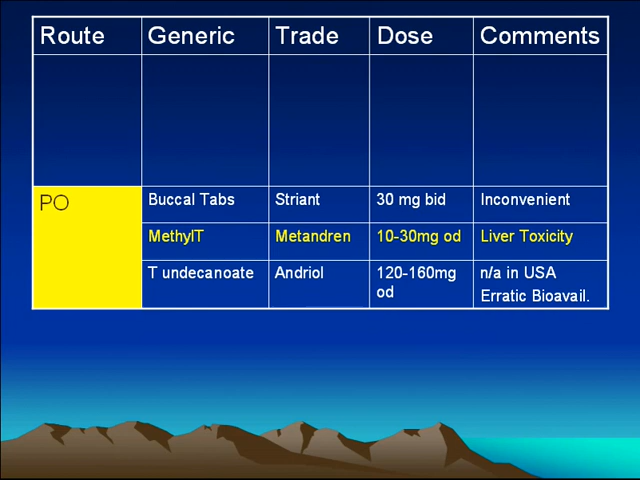 Route Generic Trade Dose Comments
PO Buccal Tabs Striant 30 mg bid Inconvenient
MethylT Metandren 10-30mg od Liver Toxicity
T undecanoate Andriol 120-160mg n/a in USA
od Erratic Bioavail.